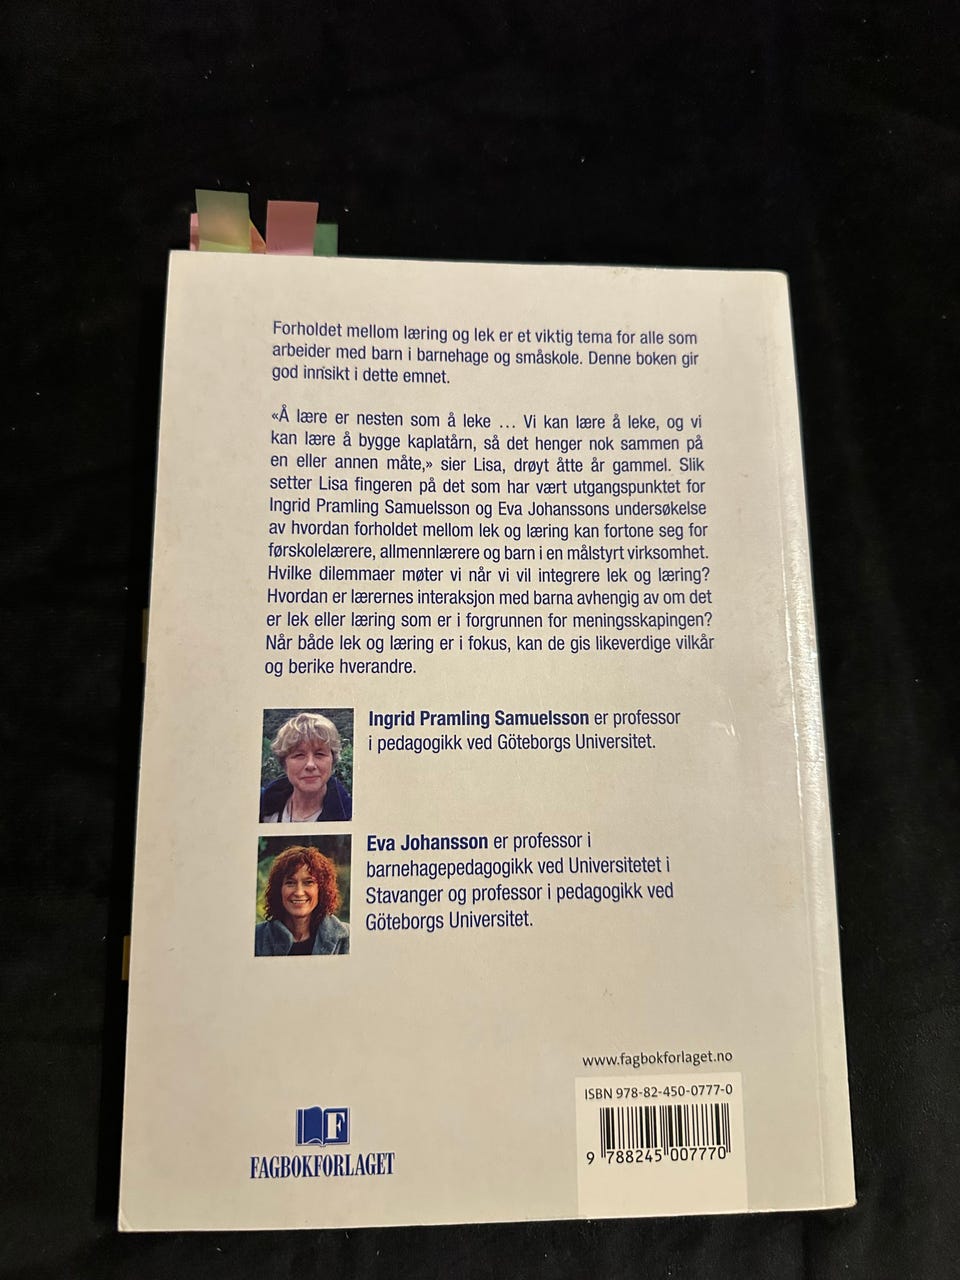 Forholdet mellom læring og lek er et viktig tema for alle som
arbeider med barn i barnehage og småskole. Denne boken gir
god innsikt i dette emnet.
«Å lære er nesten som å leke … Vi kan lære å leke, og vi
kan lære å bygge kaplatårn, så det henger nok sammen på
en eller annen måte,» sier Lisa, drøyt åtte år gammel. Slik
setter Lisa fingeren på det som har vært utgangspunktet for
Ingrid Pramling Samuelsson og Eva Johanssons undersøkelse
av hvordan forholdet mellom lek og læring kan fortone seg for
førskolelærere, allmennlærere og barn i en målstyrt virksomhet.
Hvilke dilemmaer møter vi når vi vil integrere lek og læring?
Hvordan er lærernes interaksjon med barna avhengig av om det
er lek eller læring som er i forgrunnen for meningsskapingen?
Når både lek og læring er i fokus, kan de gis likeverdige vilkår
og berike hverandre.
Ingrid Pramling Samuelsson er professor
i pedagogikk ved Göteborgs Universitet.
Eva Johansson er professor i
barnehagepedagogikk ved Universitetet i
Stavanger og professor i pedagogikk ved
Göteborgs Universitet.
www.fagbokforlaget.no
ISBN 978-82-450-0777-0
9 788245 007770
F
FAGBOKFORLAGET